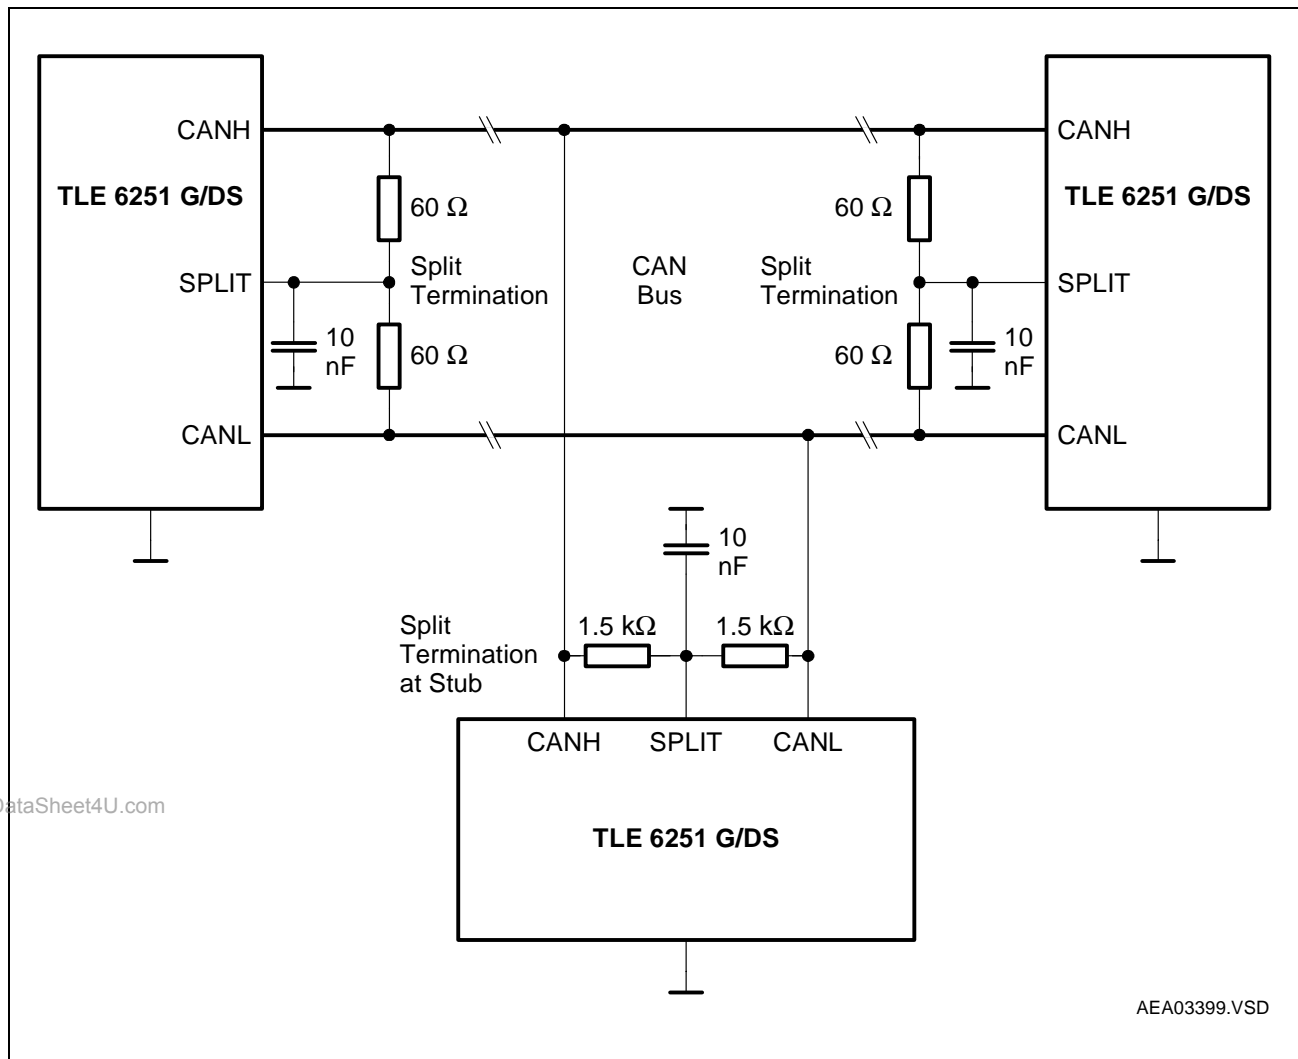 CANH
TLE 6251 G/DS
SPLIT
CANL
60 Ω
Split
Termination
60 Ω
10
nF
CAN
Bus
60 Ω
Split
Termination
60 Ω
10
nF
CANH
TLE 6251 G/DS
SPLIT
CANL
10
nF
Split
Termination
at Stub
1.5 kΩ
1.5 kΩ
CANH
SPLIT
CANL
TLE 6251 G/DS
DataSheet4U.com
AEA03399.VSD